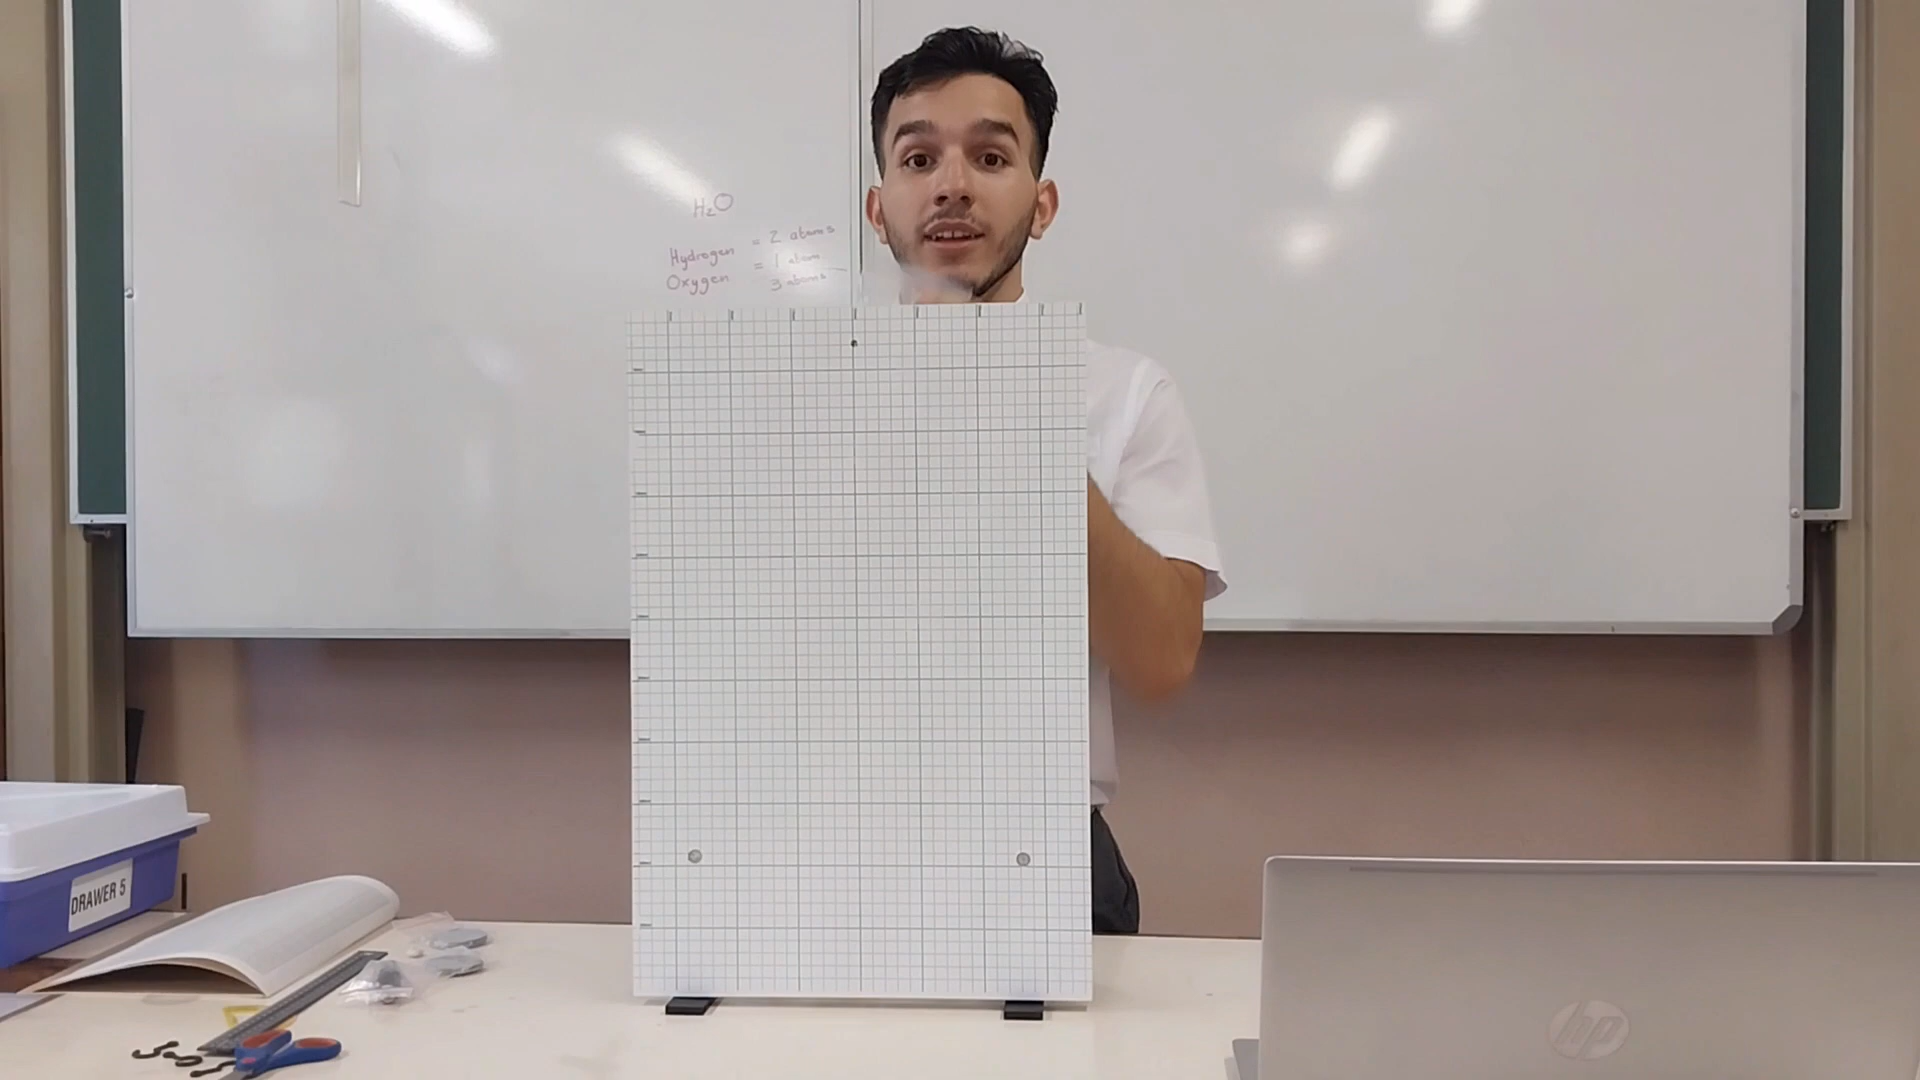 H₂O
Hydrogen = 2 atoms
Oxygen = 1 atom
3 atoms
DRAWER 5
hp